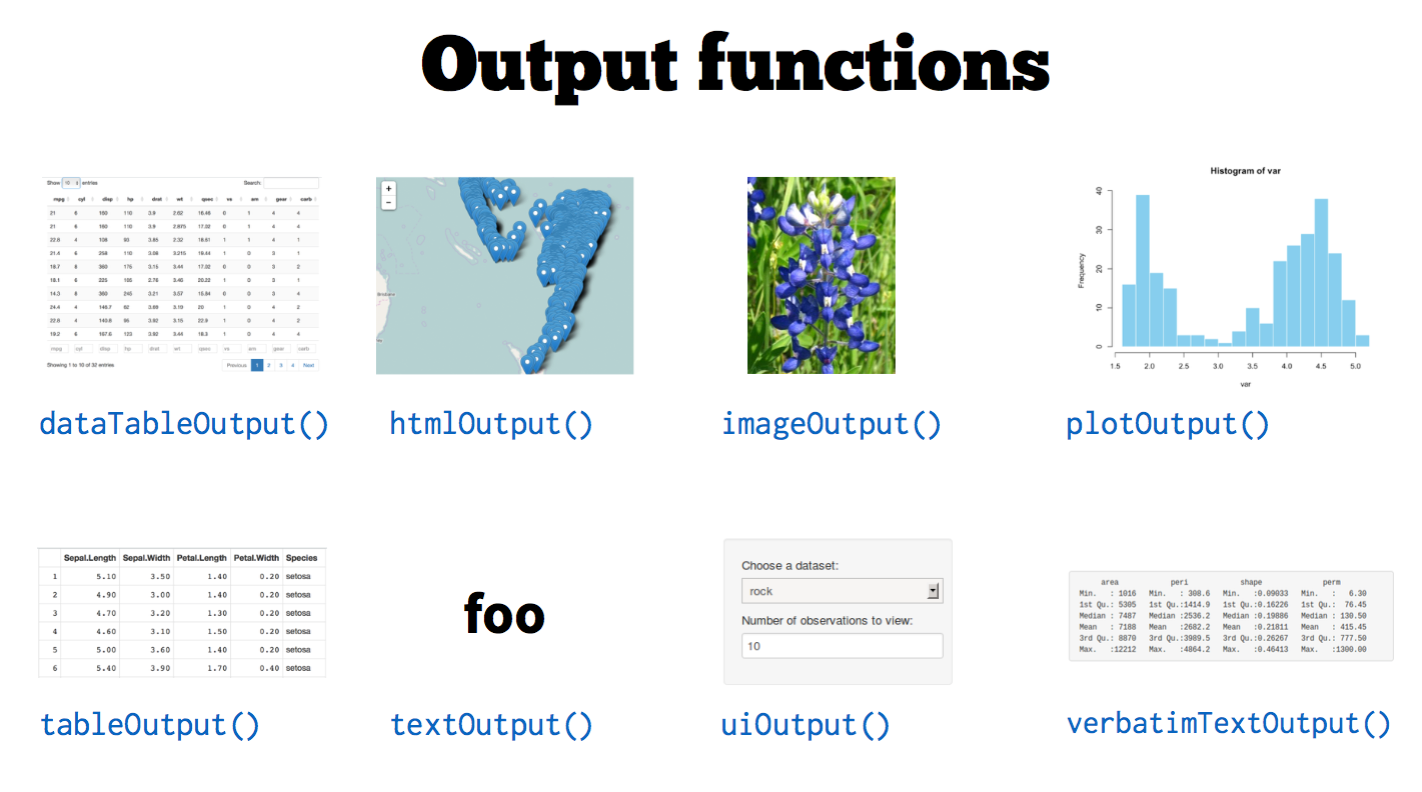 Output functions
Show 10 entries
Search:
mpg cyl disp hp drat wt qsec vs am gear carb
21 6 160 110 3.9 2.62 16.46 0 1 4 4
21 6 160 110 3.9 2.875 17.02 0 1 4 4
22.8 4 108 93 3.85 2.32 18.61 1 1 4 1
21.4 6 258 110 3.08 3.215 19.44 1 0 3 1
18.7 8 360 175 3.15 3.44 17.02 0 0 3 2
18.1 6 225 105 2.76 3.46 20.22 1 0 3 1
14.3 8 360 245 3.21 3.57 15.84 0 0 3 4
24.4 4 146.7 62 3.69 3.19 20 1 0 4 2
22.8 4 140.8 95 3.92 3.15 22.9 1 0 4 2
19.2 6 167.6 123 3.92 3.44 18.3 1 0 4 4
mpg cyl disp hp drat wt qsec vs am gear carb
Showing 1 to 10 of 32 entries
Previous 1 2 3 4 Next
+
−
Brisbane
Histogram of var
Frequency
40
30
20
10
0
1.5 2.0 2.5 3.0 3.5 4.0 4.5 5.0
var
dataTableOutput()
htmlOutput()
imageOutput()
plotOutput()
Sepal.Length Sepal.Width Petal.Length Petal.Width Species
1 5.10 3.50 1.40 0.20 setosa
2 4.90 3.00 1.40 0.20 setosa
3 4.70 3.20 1.30 0.20 setosa
4 4.60 3.10 1.50 0.20 setosa
5 5.00 3.60 1.40 0.20 setosa
6 5.40 3.90 1.70 0.40 setosa
foo
Choose a dataset:
rock
Number of observations to view:
10
area peri shape perm
Min. : 1016 Min. : 308.6 Min. :0.09033 Min. : 6.30
1st Qu.: 5305 1st Qu.:1414.9 1st Qu.:0.16226 1st Qu.: 76.45
Median : 7487 Median :2536.2 Median :0.19886 Median : 130.50
Mean : 7188 Mean :2682.2 Mean :0.21811 Mean : 415.45
3rd Qu.: 8870 3rd Qu.:3989.5 3rd Qu.:0.26267 3rd Qu.: 777.50
Max. :12212 Max. :4864.2 Max. :0.46413 Max. :1300.00
tableOutput()
textOutput()
uiOutput()
verbatimTextOutput()